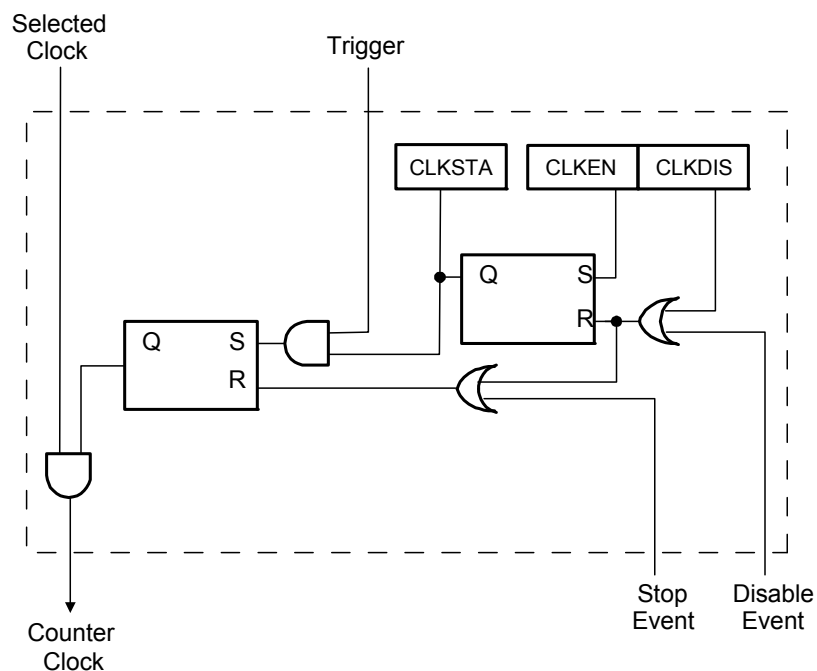 Selected
Clock
Trigger
CLKSTA
CLKEN
CLKDIS
Q
S
R
Q
S
R
Stop
Event
Disable
Event
Counter
Clock